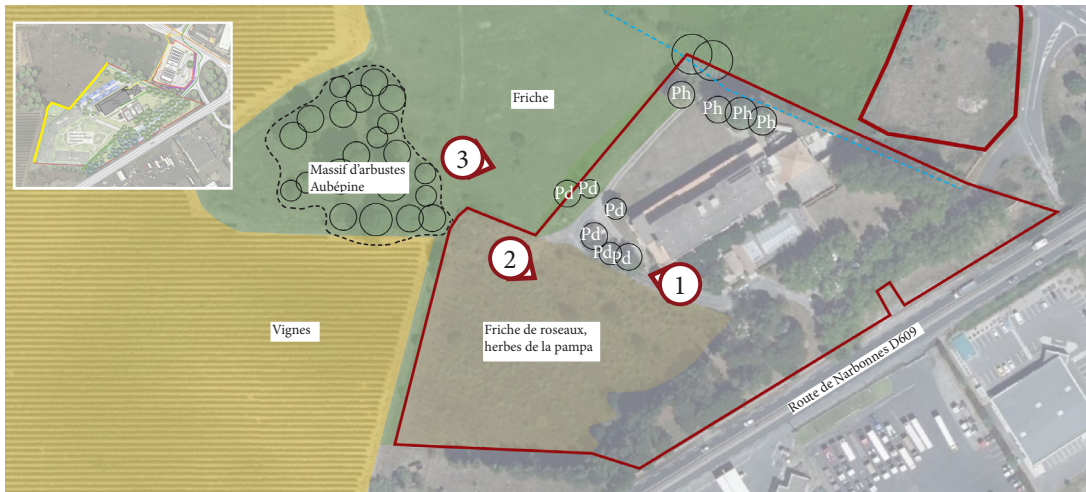 Friche
Ph
Ph
Ph
Ph
3
Massif d'arbustes
Aubépine
Pd
Pd
Pd
Pd
Pd
Pd
2
1
Vignes
Friche de roseaux,
herbes de la pampa
Route de Narbonnes D609